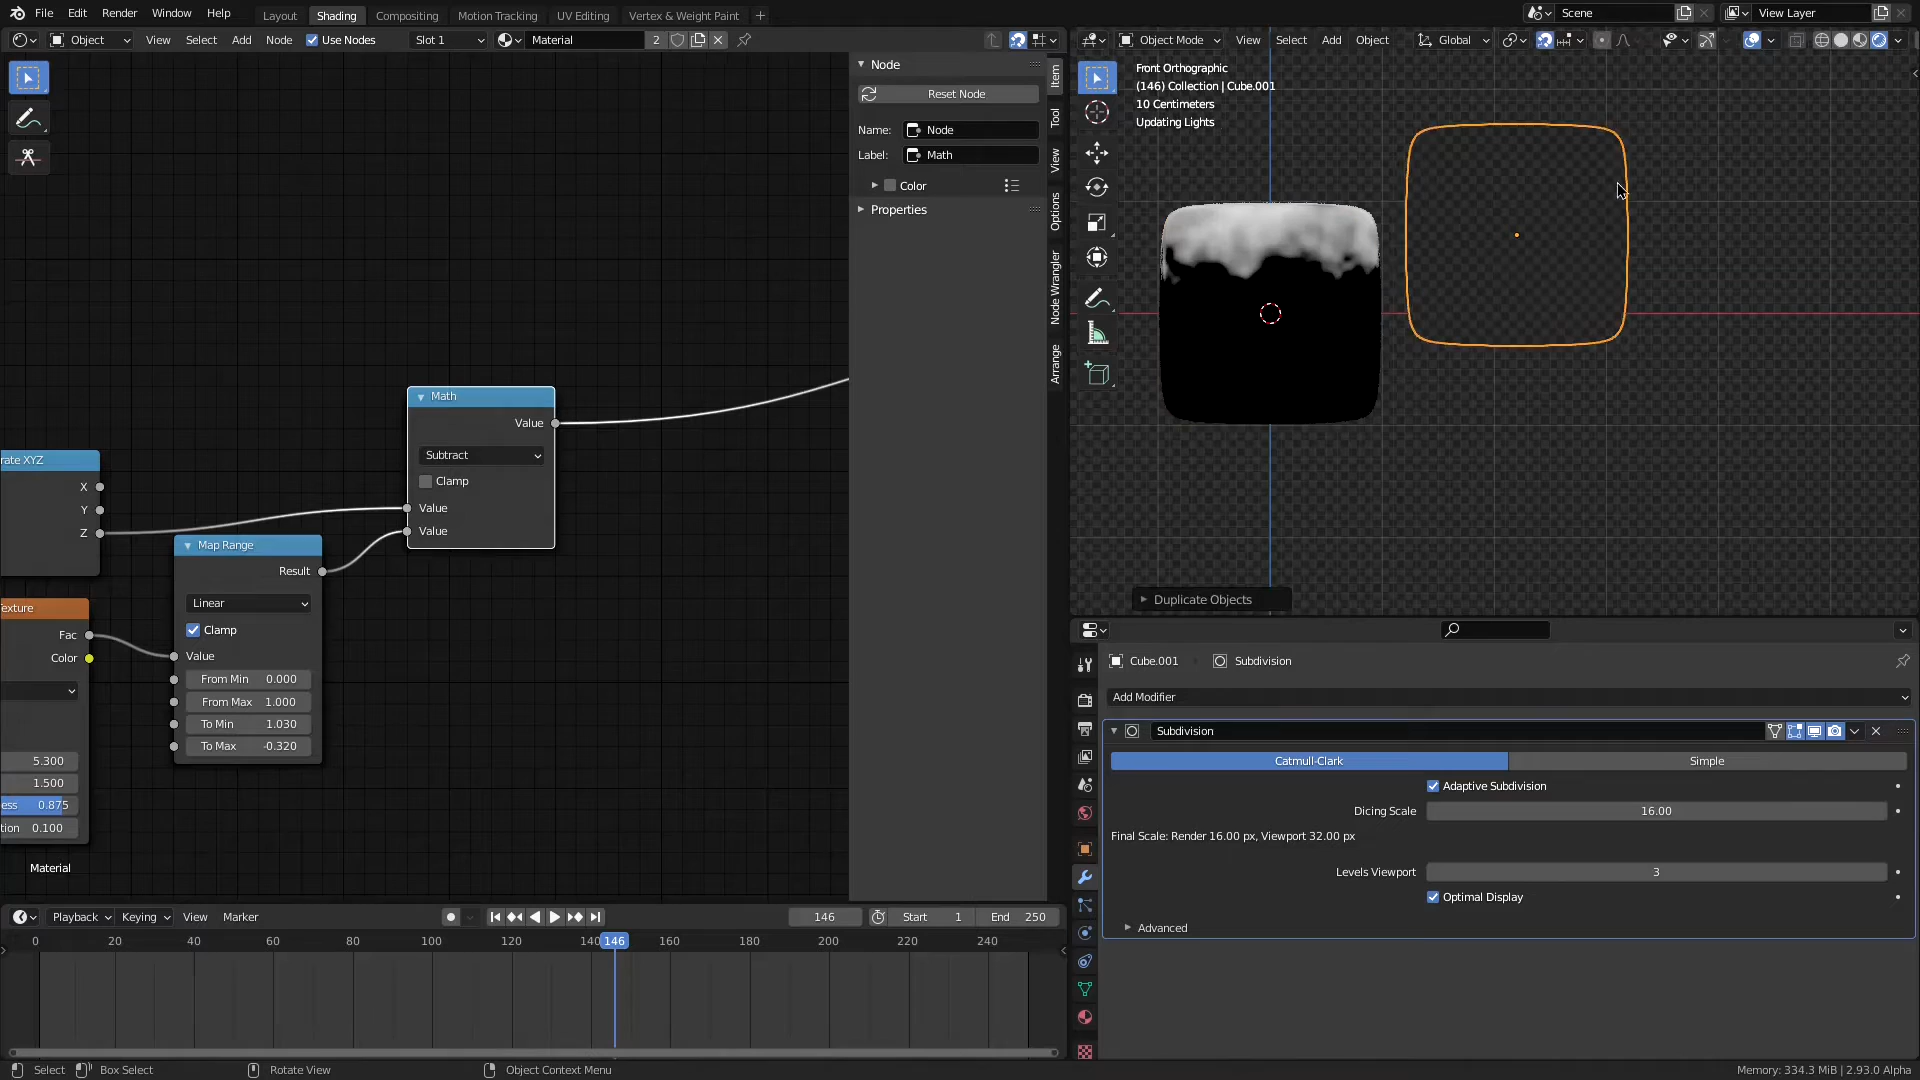 File Edit Render Window Help Layout Shading Compositing Motion Tracking UV Editing Vertex & Weight Paint + Scene View Layer
Object View Select Add Node Use Nodes Slot 1 Material 2
Object Mode View Select Add Object Global
Node
Reset Node
Name: Node
Label: Math
Color
Properties
Item
Tool
View
Options
Node Wrangler
Arrange
Front Orthographic
(146) Collection | Cube.001
10 Centimeters
Updating Lights
Math
Value
Subtract
Clamp
Value
Value
rate XYZ
X
Y
Z
Map Range
Result
Linear
Clamp
Value
From Min 0.000
From Max 1.000
To Min 1.030
To Max -0.320
exture
Fac
Color
5.300
1.500
ess 0.875
tion 0.100
Material
Duplicate Objects
Cube.001 Subdivision
Add Modifier
Subdivision
Catmull-Clark Simple
Adaptive Subdivision
Dicing Scale 16.00
Final Scale: Render 16.00 px, Viewport 32.00 px
Levels Viewport 3
Optimal Display
Advanced
Playback Keying View Marker 146 Start 1 End 250
0 20 40 60 80 100 120 140 146 160 180 200 220 240
Select Box Select Rotate View Object Context Menu Memory: 334.3 MiB | 2.93.0 Alpha